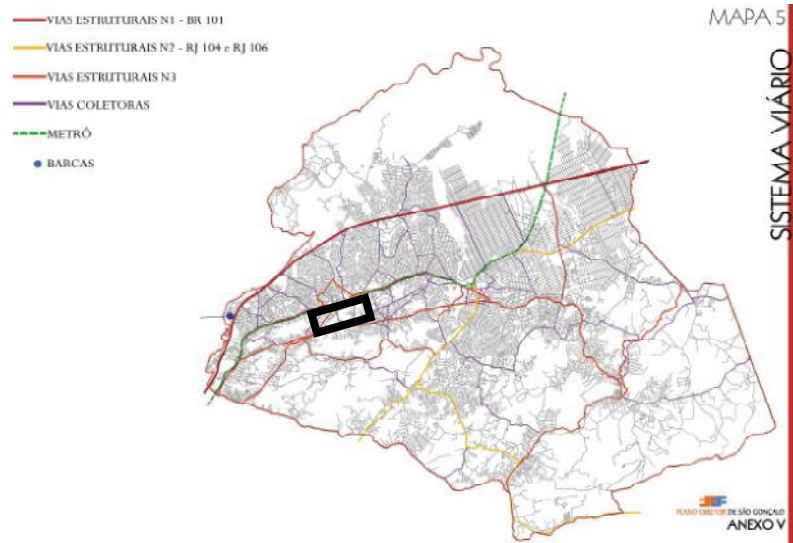 VIAS ESTRUTURAIS N1 - BR 101
VIAS ESTRUTURAIS N2 - RJ 104 e RJ 106
VIAS ESTRUTURAIS N3
VIAS COLETORAS
METRÔ
BARCAS
MAPA 5
SISTEMA VIÁRIO
PLANO DIRETOR DE SÃO GONÇALO
ANEXO V